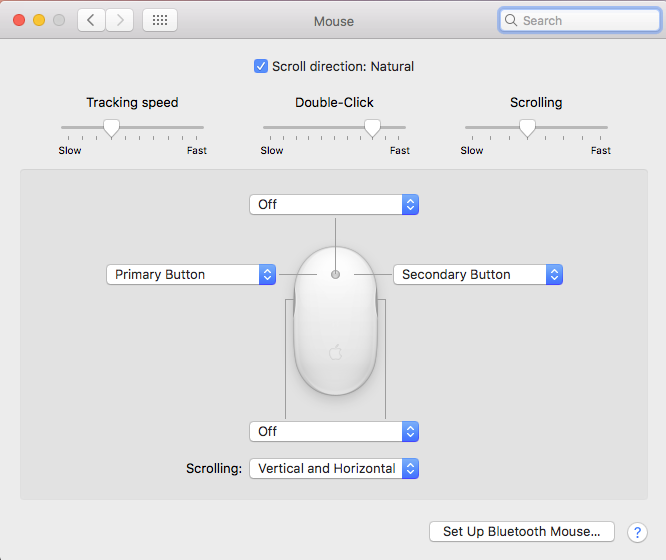 Mouse
Search
Scroll direction: Natural
Tracking speed
Double-Click
Scrolling
Slow
Fast
Slow
Fast
Slow
Fast
Off
Primary Button
Secondary Button
Off
Scrolling: Vertical and Horizontal
Set Up Bluetooth Mouse...
?